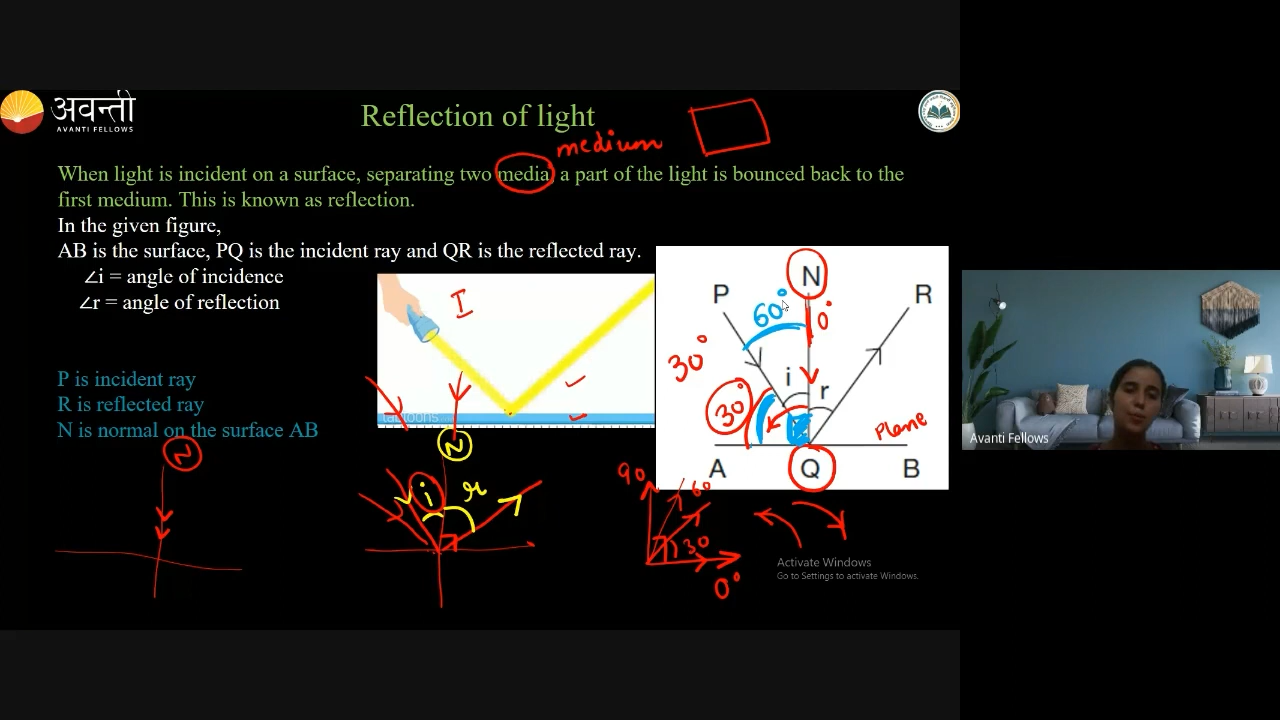 अवन्ती
AVANTI FELLOWS
Reflection of light
medium
When light is incident on a surface, separating two media, a part of the light is bounced back to the
first medium. This is known as reflection.
In the given figure,
AB is the surface, PQ is the incident ray and QR is the reflected ray.
∠i = angle of incidence
∠r = angle of reflection
P is incident ray
R is reflected ray
N is normal on the surface AB
I
N
P
R
60°
0°
30°
i
r
30°
Plane
A
Q
B
N
N
i
r
90
60
30
0°
Activate Windows
Go to Settings to activate Windows.
Avanti Fellows